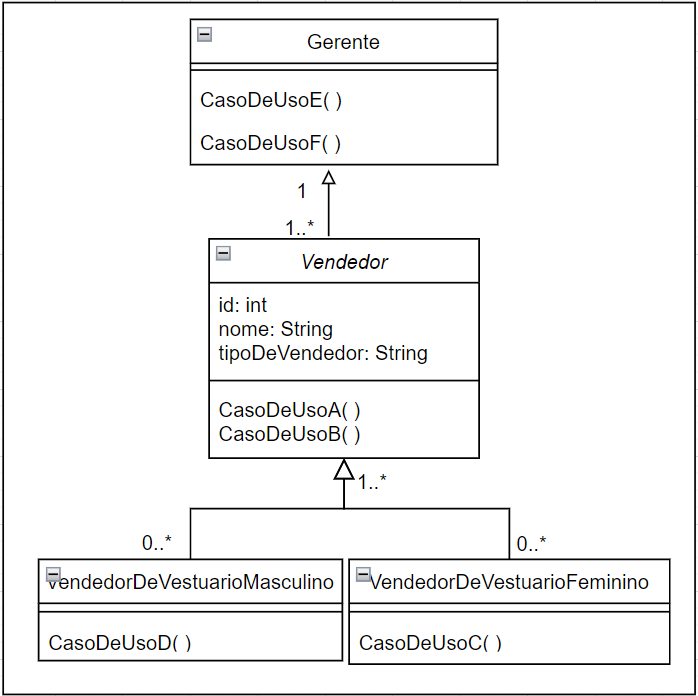 Gerente
CasoDeUsoE( )
CasoDeUsoF( )
1
1..*
Vendedor
id: int
nome: String
tipoDeVendedor: String
CasoDeUsoA( )
CasoDeUsoB( )
1..*
0..*
0..*
VendedorDeVestuarioMasculino
VendedorDeVestuarioFeminino
CasoDeUsoD( )
CasoDeUsoC( )